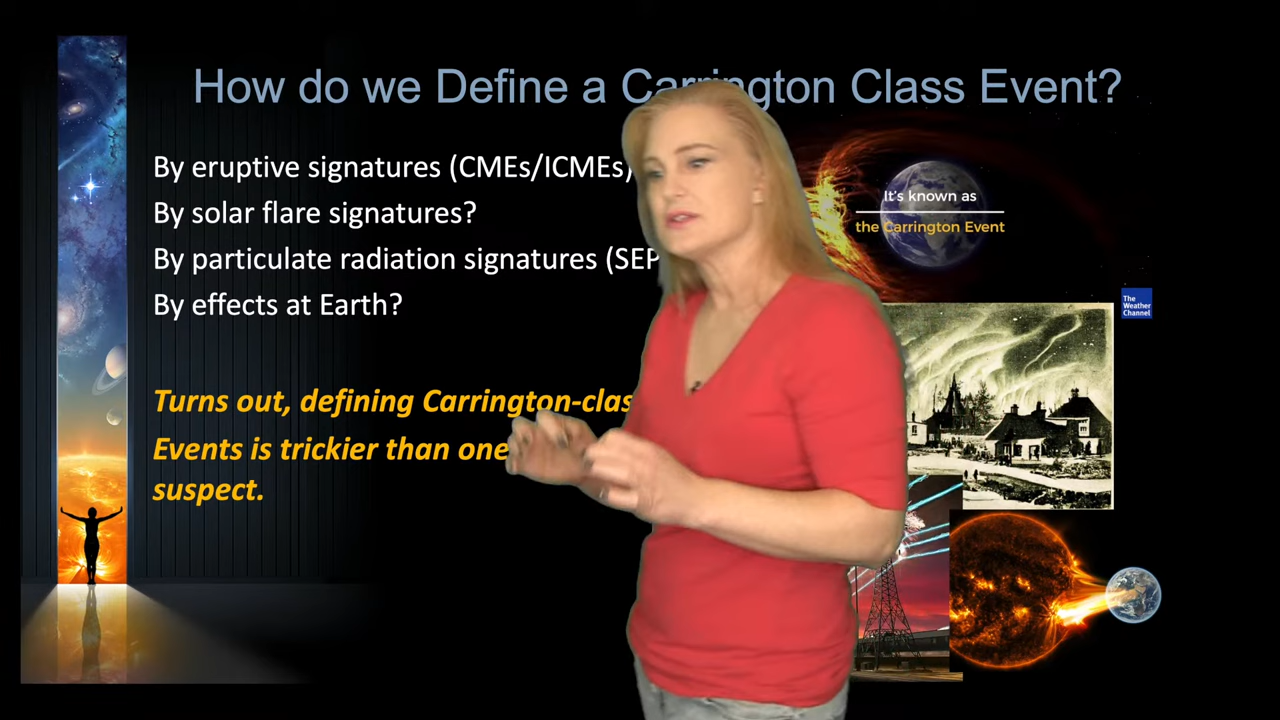 How do we Define a Carrington Class Event?
By eruptive signatures (CMEs/ICMEs)
By solar flare signatures?
By particulate radiation signatures (SEP
By effects at Earth?
Turns out, defining Carrington-clas
Events is trickier than one
suspect.
It's known as
the Carrington Event
The
Weather
Channel